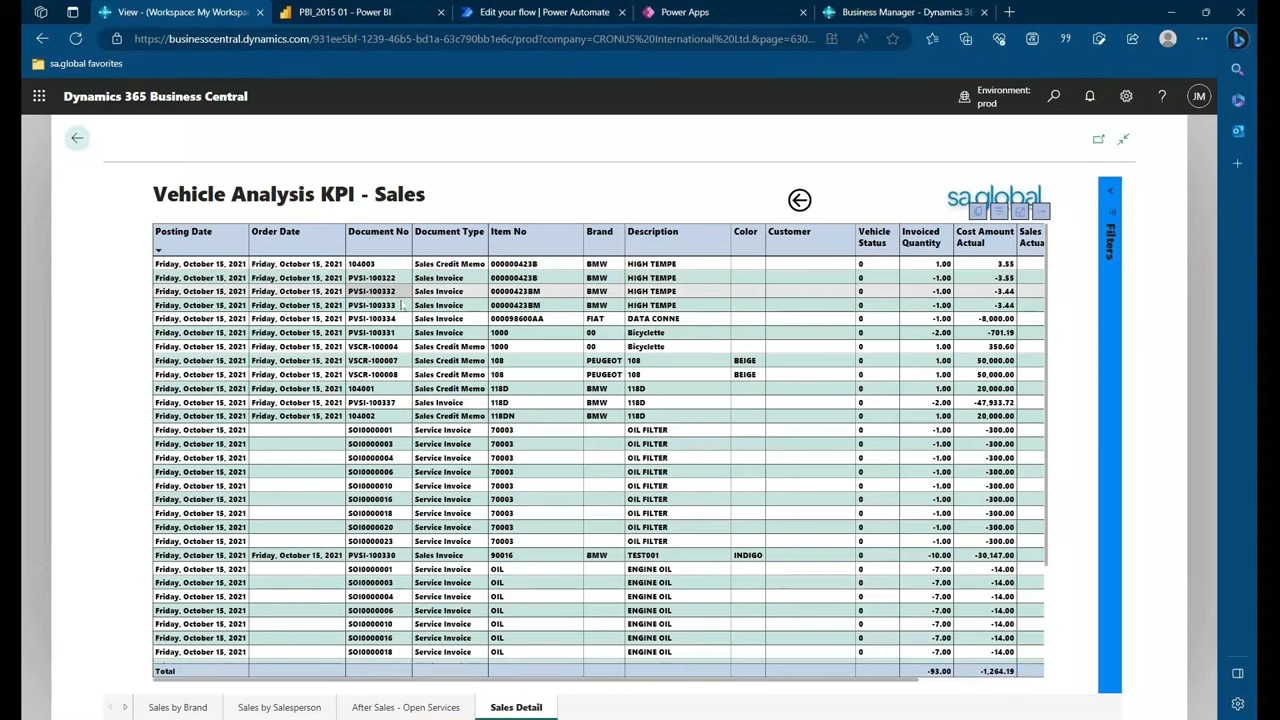 View - (Workspace: My Workspa
PBI_2015 01 - Power BI
Edit your flow | Power Automate
Power Apps
Business Manager - Dynamics 36
https://businesscentral.dynamics.com/931ee5bf-1239-46b5-bd1a-63c790bb1e6c/prod?company=CRONUS%20International%20Ltd.&page=630...
sa.global favorites
Dynamics 365 Business Central
Environment:
prod
JM
Vehicle Analysis KPI - Sales
sa.global
Filters
Posting Date Order Date Document No Document Type Item No Brand Description Color Customer Vehicle Status Invoiced Quantity Cost Amount Actual Sales Actua
Friday, October 15, 2021 Friday, October 15, 2021 104003 Sales Credit Memo 000000423B BMW HIGH TEMPE 0 1.00 3.55
Friday, October 15, 2021 Friday, October 15, 2021 PVSI-100322 Sales Invoice 000000423B BMW HIGH TEMPE 0 -1.00 -3.55
Friday, October 15, 2021 Friday, October 15, 2021 PVSI-100332 Sales Invoice 00000423BM BMW HIGH TEMPE 0 -1.00 -3.44
Friday, October 15, 2021 Friday, October 15, 2021 PVSI-100333 Sales Invoice 00000423BM BMW HIGH TEMPE 0 -1.00 -3.44
Friday, October 15, 2021 Friday, October 15, 2021 PVSI-100334 Sales Invoice 000098600AA FIAT DATA CONNE 0 -1.00 -8,000.00
Friday, October 15, 2021 Friday, October 15, 2021 PVSI-100331 Sales Invoice 1000 00 Bicyclette 0 -2.00 -701.19
Friday, October 15, 2021 Friday, October 15, 2021 VSCR-100004 Sales Credit Memo 1000 00 Bicyclette 0 1.00 350.60
Friday, October 15, 2021 Friday, October 15, 2021 VSCR-100007 Sales Credit Memo 108 PEUGEOT 108 BEIGE 0 1.00 50,000.00
Friday, October 15, 2021 Friday, October 15, 2021 VSCR-100008 Sales Credit Memo 108 PEUGEOT 108 BEIGE 0 1.00 50,000.00
Friday, October 15, 2021 Friday, October 15, 2021 104001 Sales Credit Memo 118D BMW 118D 0 1.00 20,000.00
Friday, October 15, 2021 Friday, October 15, 2021 PVSI-100337 Sales Invoice 118D BMW 118D 0 -2.00 -47,933.72
Friday, October 15, 2021 Friday, October 15, 2021 104002 Sales Credit Memo 118DN BMW 118D 0 1.00 20,000.00
Friday, October 15, 2021 SOI0000001 Service Invoice 70003 OIL FILTER 0 -1.00 -300.00
Friday, October 15, 2021 SOI0000003 Service Invoice 70003 OIL FILTER 0 -1.00 -300.00
Friday, October 15, 2021 SOI0000004 Service Invoice 70003 OIL FILTER 0 -1.00 -300.00
Friday, October 15, 2021 SOI0000006 Service Invoice 70003 OIL FILTER 0 -1.00 -300.00
Friday, October 15, 2021 SOI0000010 Service Invoice 70003 OIL FILTER 0 -1.00 -300.00
Friday, October 15, 2021 SOI0000016 Service Invoice 70003 OIL FILTER 0 -1.00 -300.00
Friday, October 15, 2021 SOI0000018 Service Invoice 70003 OIL FILTER 0 -1.00 -300.00
Friday, October 15, 2021 SOI0000020 Service Invoice 70003 OIL FILTER 0 -1.00 -300.00
Friday, October 15, 2021 SOI0000023 Service Invoice 70003 OIL FILTER 0 -1.00 -300.00
Friday, October 15, 2021 Friday, October 15, 2021 PVSI-100330 Sales Invoice 90016 BMW TEST001 INDIGO 0 -10.00 -30,147.00
Friday, October 15, 2021 SOI0000001 Service Invoice OIL ENGINE OIL 0 -7.00 -14.00
Friday, October 15, 2021 SOI0000003 Service Invoice OIL ENGINE OIL 0 -7.00 -14.00
Friday, October 15, 2021 SOI0000004 Service Invoice OIL ENGINE OIL 0 -7.00 -14.00
Friday, October 15, 2021 SOI0000006 Service Invoice OIL ENGINE OIL 0 -7.00 -14.00
Friday, October 15, 2021 SOI0000010 Service Invoice OIL ENGINE OIL 0 -7.00 -14.00
Friday, October 15, 2021 SOI0000016 Service Invoice OIL ENGINE OIL 0 -7.00 -14.00
Friday, October 15, 2021 SOI0000018 Service Invoice OIL ENGINE OIL 0 -7.00 -14.00
Total -93.00 -1,264.19
Sales by Brand
Sales by Salesperson
After Sales - Open Services
Sales Detail